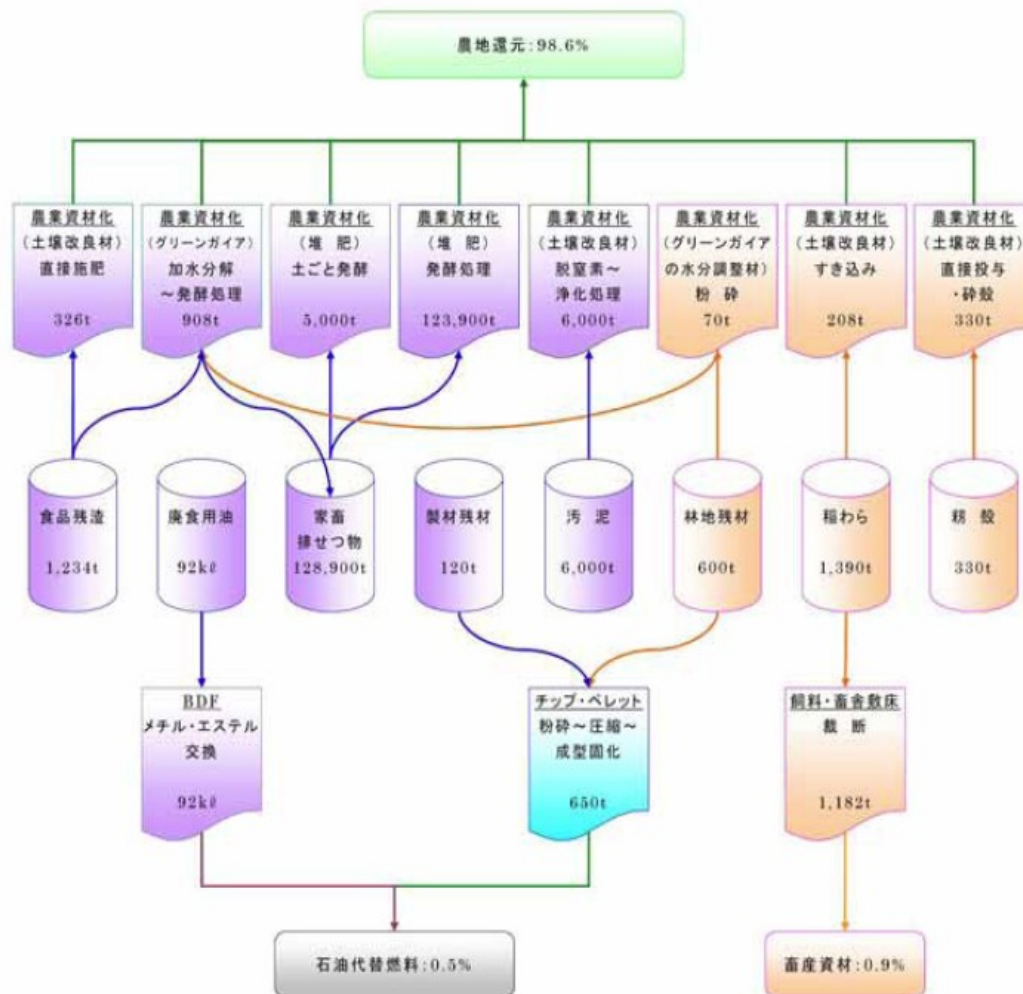 農地還元:98.6%
農業資材化
(土壌改良材)
直接施肥
326t
農業資材化
(グリーンガイア)
加水分解
～発酵処理
908t
農業資材化
(堆 肥)
土ごと発酵
5,000t
農業資材化
(堆 肥)
発酵処理
123,900t
農業資材化
(土壌改良材)
脱窒素～
浄化処理
6,000t
農業資材化
(グリーンガイア
の水分調整材)
粉 砕
70t
農業資材化
(土壌改良材)
すき込み
208t
農業資材化
(土壌改良材)
直接投与
・砕殻
330t
食品残渣
1,234t
廃食用油
92kℓ
家畜
排せつ物
128,900t
製材残材
120t
汚 泥
6,000t
林地残材
600t
稲わら
1,390t
籾 殻
330t
BDF
メチル・エステル
交換
92kℓ
チップ・ペレット
粉砕～圧縮～
成型固化
650t
飼料・畜舎敷床
裁 断
1,182t
石油代替燃料:0.5%
畜産資材:0.9%